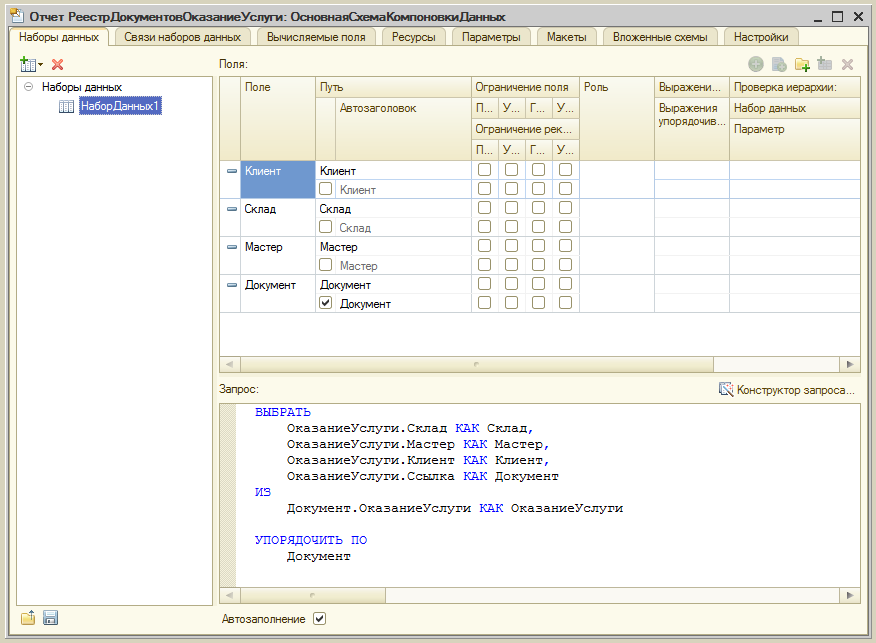 Отчет РеестрДокументовОказаниеУслуги: ОсновнаяСхемаКомпоновкиДанных
Наборы данных Связи наборов данных Вычисляемые поля Ресурсы Параметры Макеты Вложенные схемы Настройки
Поля:
Наборы данных
НаборДанных1
Поле Путь Ограничение поля Роль Выражени... Проверка иерархии:
Автозаголовок П... У... Г... У... Выражения упорядочив... Набор данных
Ограничение рек... Параметр
П... У... Г... У...
Клиент Клиент
Клиент
Склад Склад
Склад
Мастер Мастер
Мастер
Документ Документ
Документ
Запрос: Конструктор запроса...
ВЫБРАТЬ
ОказаниеУслуги.Склад КАК Склад,
ОказаниеУслуги.Мастер КАК Мастер,
ОказаниеУслуги.Клиент КАК Клиент,
ОказаниеУслуги.Ссылка КАК Документ
ИЗ
Документ.ОказаниеУслуги КАК ОказаниеУслуги
УПОРЯДОЧИТЬ ПО
Документ
Автозаполнение